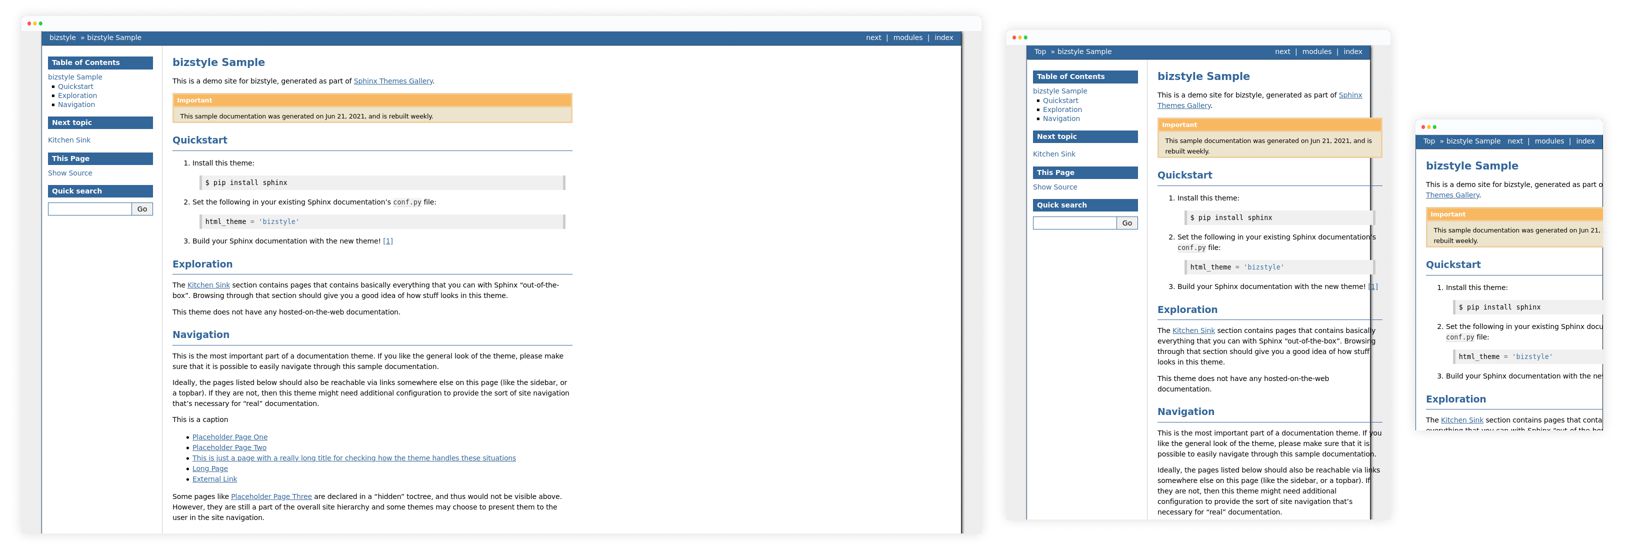 bizstyle » bizstyle Sample
next | modules | index
Table of Contents
bizstyle Sample
Quickstart
Exploration
Navigation
Next topic
Kitchen Sink
This Page
Show Source
Quick search
Go
bizstyle Sample
This is a demo site for bizstyle, generated as part of Sphinx Themes Gallery.
Important
This sample documentation was generated on Jun 21, 2021, and is rebuilt weekly.
Quickstart
1. Install this theme:
$ pip install sphinx
2. Set the following in your existing Sphinx documentation's conf.py file:
html_theme = 'bizstyle'
3. Build your Sphinx documentation with the new theme! [1]
Exploration
The Kitchen Sink section contains pages that contains basically everything that you can with Sphinx “out-of-the-
box”. Browsing through that section should give you a good idea of how stuff looks in this theme.
This theme does not have any hosted-on-the-web documentation.
Navigation
This is the most important part of a documentation theme. If you like the general look of the theme, please make
sure that it is possible to easily navigate through this sample documentation.
Ideally, the pages listed below should also be reachable via links somewhere else on this page (like the sidebar, or
a topbar). If they are not, then this theme might need additional configuration to provide the sort of site navigation
that’s necessary for “real” documentation.
This is a caption
Placeholder Page One
Placeholder Page Two
This is just a page with a really long title for checking how the theme handles these situations
Long Page
External Link
Some pages like Placeholder Page Three are declared in a “hidden” toctree, and thus would not be visible above.
However, they are still a part of the overall site hierarchy and some themes may choose to present them to the
user in the site navigation.
Top » bizstyle Sample
next | modules | index
Table of Contents
bizstyle Sample
Quickstart
Exploration
Navigation
Next topic
Kitchen Sink
This Page
Show Source
Quick search
Go
bizstyle Sample
This is a demo site for bizstyle, generated as part of Sphinx
Themes Gallery.
Important
This sample documentation was generated on Jun 21, 2021, and is
rebuilt weekly.
Quickstart
1. Install this theme:
$ pip install sphinx
2. Set the following in your existing Sphinx documentation's
conf.py file:
html_theme = 'bizstyle'
3. Build your Sphinx documentation with the new theme! [1]
Exploration
The Kitchen Sink section contains pages that contains basically
everything that you can with Sphinx “out-of-the-box”. Browsing
through that section should give you a good idea of how stuff
looks in this theme.
This theme does not have any hosted-on-the-web
documentation.
Navigation
This is the most important part of a documentation theme. If you
like the general look of the theme, please make sure that it is
possible to easily navigate through this sample documentation.
Ideally, the pages listed below should also be reachable via links
somewhere else on this page (like the sidebar, or a topbar). If
they are not, then this theme might need additional
configuration to provide the sort of site navigation that’s
necessary for “real” documentation.
Top » bizstyle Sample next | modules | index
bizstyle Sample
This is a demo site for bizstyle, generated as part o
Themes Gallery.
Important
This sample documentation was generated on Jun 21,
rebuilt weekly.
Quickstart
1. Install this theme:
$ pip install sphinx
2. Set the following in your existing Sphinx docu
conf.py file:
html_theme = 'bizstyle'
3. Build your Sphinx documentation with the ne
Exploration
The Kitchen Sink section contains pages that conta